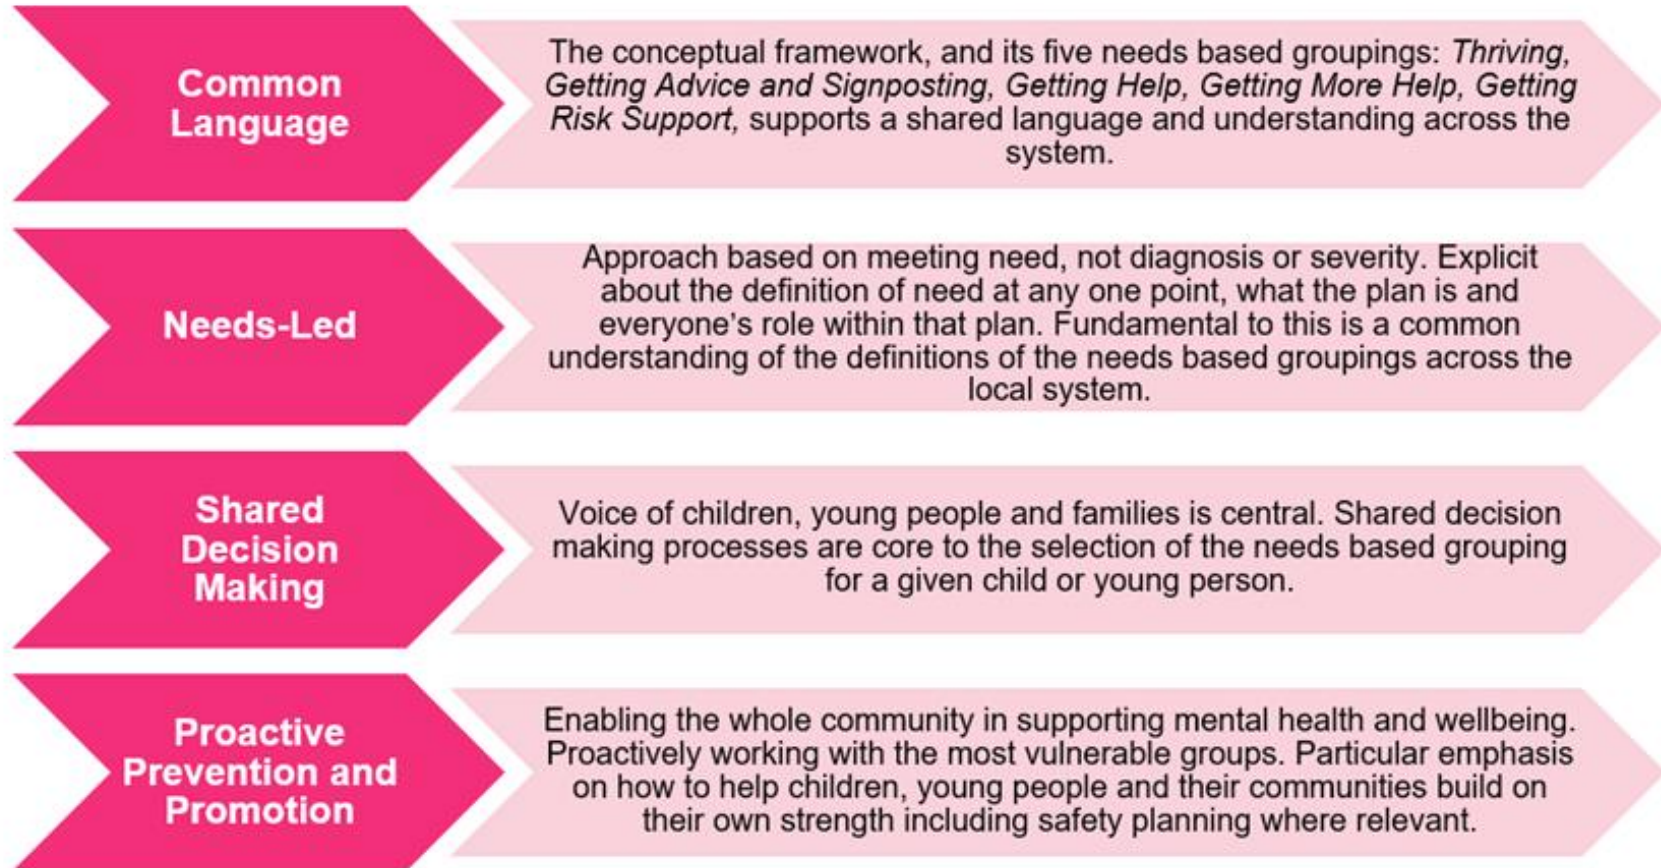 Common
Language
The conceptual framework, and its five needs based groupings: Thriving,
Getting Advice and Signposting, Getting Help, Getting More Help, Getting
Risk Support, supports a shared language and understanding across the
system.
Needs-Led
Approach based on meeting need, not diagnosis or severity. Explicit
about the definition of need at any one point, what the plan is and
everyone's role within that plan. Fundamental to this is a common
understanding of the definitions of the needs based groupings across the
local system.
Shared
Decision
Making
Voice of children, young people and families is central. Shared decision
making processes are core to the selection of the needs based grouping
for a given child or young person.
Proactive
Prevention and
Promotion
Enabling the whole community in supporting mental health and wellbeing.
Proactively working with the most vulnerable groups. Particular emphasis
on how to help children, young people and their communities build on
their own strength including safety planning where relevant.